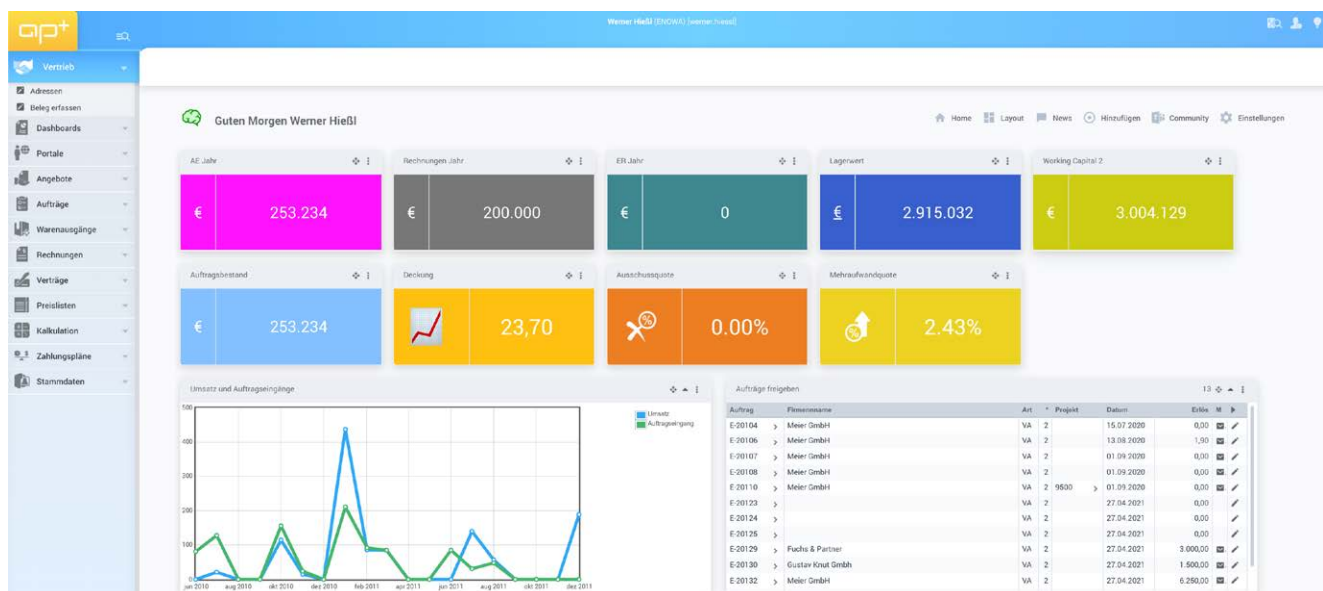 ap+
Werner Hießl (ENOWA) [werner.hiessl]
Vertrieb
Adressen
Beleg erfassen
Dashboards
Portale
Angebote
Aufträge
Warenausgänge
Rechnungen
Verträge
Preislisten
Kalkulation
Zahlungspläne
Stammdaten
Guten Morgen Werner Hießl
Home Layout News Hinzufügen Community Einstellungen
AE Jahr
€ 253.234
Rechnungen Jahr
€ 200.000
ER Jahr
€ 0
Lagerwert
€ 2.915.032
Working Capital 2
€ 3.004.129
Auftragsbestand
€ 253.234
Deckung
23,70
Ausschussquote
% 0.00%
Mehraufwandquote
% 2.43%
Umsatz und Auftragseingänge
Umsatz
Auftragseingang
500
400
300
200
100
0
jun 2010 aug 2010 okt 2010 dez 2010 feb 2011 apr 2011 jun 2011 aug 2011 okt 2011 dez 2011
Aufträge freigeben 13
Auftrag Firmenname Art * Projekt Datum Erlös
E-20104 > Meier GmbH VA 2 15.07.2020 0,00
E-20106 > Meier GmbH VA 2 13.08.2020 1,90
E-20107 > Meier GmbH VA 2 01.09.2020 0,00
E-20108 > Meier GmbH VA 2 01.09.2020 0,00
E-20110 > Meier GmbH VA 2 9500 > 01.09.2020 0,00
E-20123 > VA 2 27.04.2021 0,00
E-20124 > VA 2 27.04.2021 0,00
E-20125 > VA 2 27.04.2021 0,00
E-20129 > Fuchs & Partner VA 2 27.04.2021 3.000,00
E-20130 > Gustav Knut Gmbh VA 2 27.04.2021 1.500,00
E-20132 > Meier GmbH VA 2 27.04.2021 6.250,00